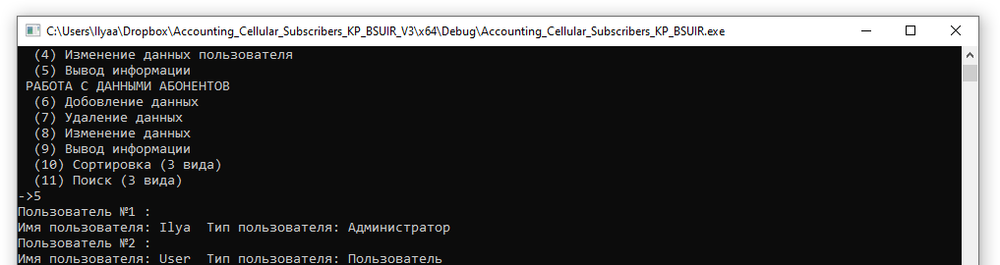 C:\Users\Ilyaa\Dropbox\Accounting_Cellular_Subscribers_KP_BSUIR_V3\x64\Debug\Accounting_Cellular_Subscribers_KP_BSUIR.exe
(4) Изменение данных пользователя
(5) Вывод информации
РАБОТА С ДАННЫМИ АБОНЕНТОВ
(6) Добовление данных
(7) Удаление данных
(8) Изменение данных
(9) Вывод информации
(10) Сортировка (3 вида)
(11) Поиск (3 вида)
->5
Пользователь №1 :
Имя пользователя: Ilya  Тип пользователя: Администратор
Пользователь №2 :
Имя пользователя: User  Тип пользователя: Пользователь